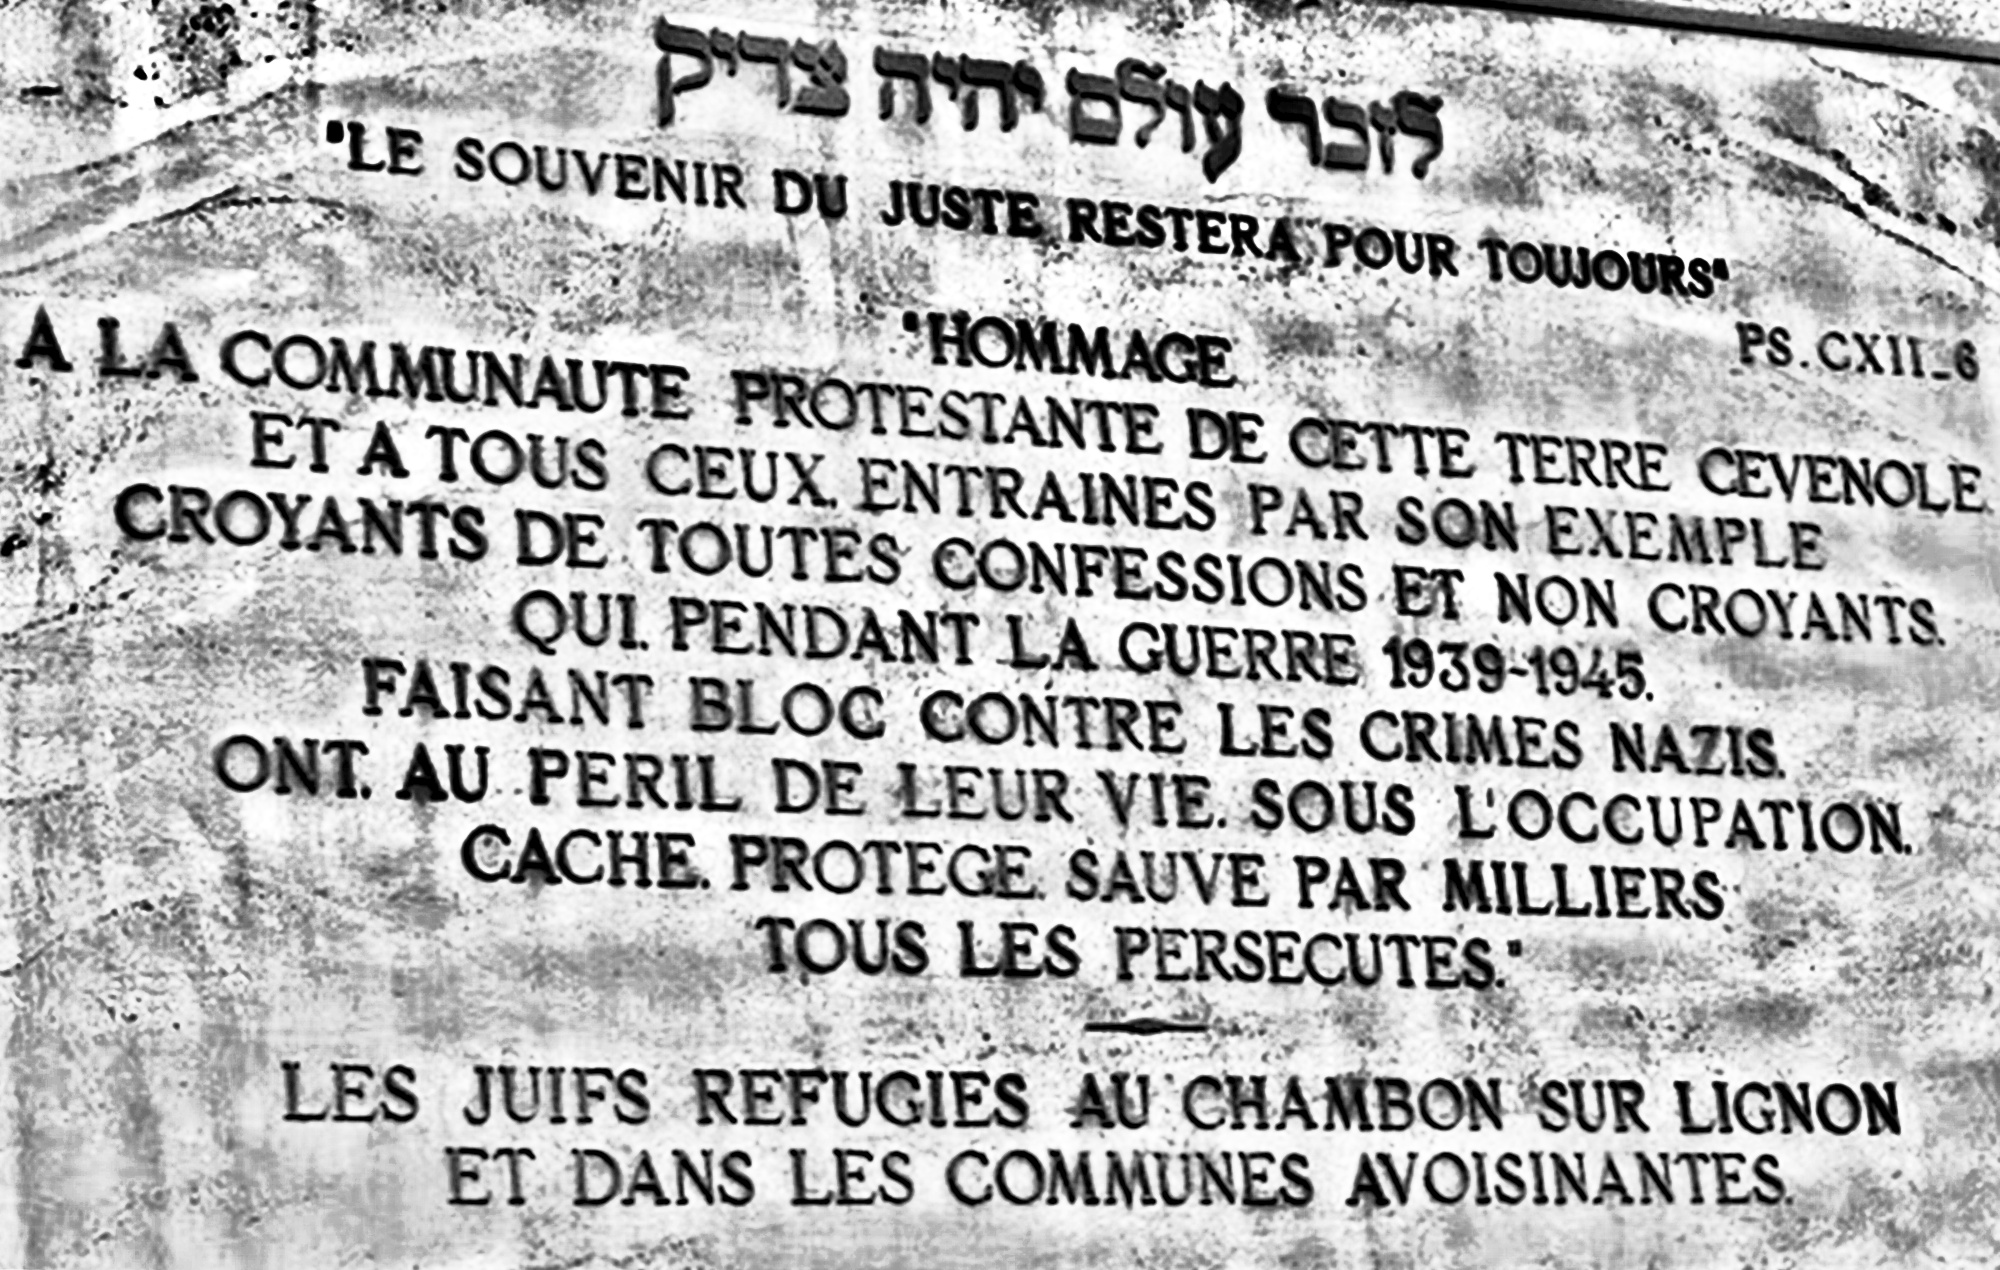 לזכר עולם יהיה צדיק
"LE SOUVENIR DU JUSTE RESTERA POUR TOUJOURS"
PS. CXII_6
"HOMMAGE
A LA COMMUNAUTE PROTESTANTE DE CETTE TERRE CEVENOLE.
ET A TOUS CEUX. ENTRAINES PAR SON EXEMPLE
CROYANTS DE TOUTES CONFESSIONS ET NON CROYANTS.
QUI. PENDANT LA GUERRE 1939-1945.
FAISANT BLOC CONTRE LES CRIMES NAZIS.
ONT. AU PERIL DE LEUR VIE. SOUS L'OCCUPATION.
CACHE. PROTEGE. SAUVE PAR MILLIERS
TOUS LES PERSECUTES."
LES JUIFS REFUGIES AU CHAMBON SUR LIGNON
ET DANS LES COMMUNES AVOISINANTES.